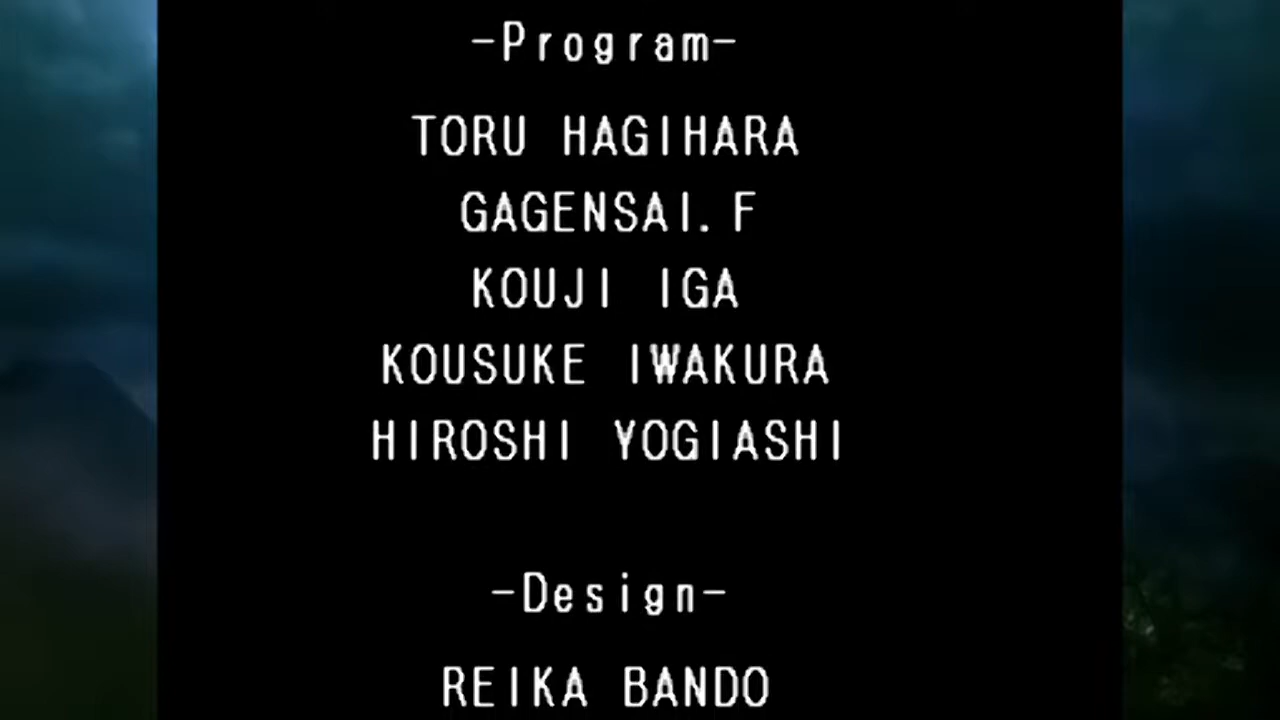 -Program-
TORU HAGIHARA
GAGENSAI.F
KOUJI IGA
KOUSUKE IWAKURA
HIROSHI YOGIASHI
-Design-
REIKA BANDO